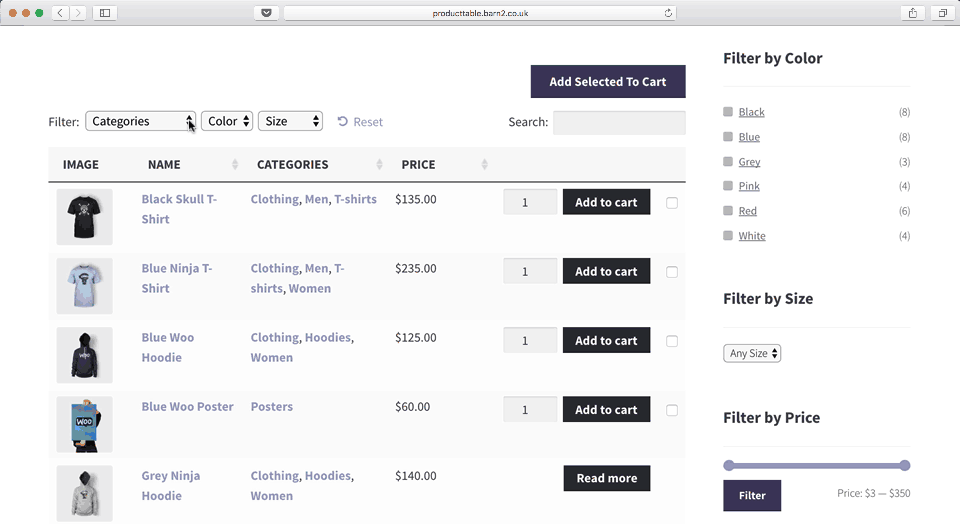 producttable.barn2.co.uk
Add Selected To Cart
Filter: Categories Color Size Reset Search:
IMAGE NAME CATEGORIES PRICE
Black Skull T-
Shirt
Clothing, Men, T-shirts
$135.00
1
Add to cart
Blue Ninja T-
Shirt
Clothing, Men, T-
shirts, Women
$235.00
1
Add to cart
WOO
Blue Woo
Hoodie
Clothing, Hoodies,
Women
$125.00
1
Add to cart
WOO
Blue Woo Poster
Posters
$60.00
1
Add to cart
Grey Ninja
Hoodie
Clothing, Hoodies,
Women
$140.00
Read more
Filter by Color
Black (8)
Blue (8)
Grey (3)
Pink (4)
Red (6)
White (4)
Filter by Size
Any Size
Filter by Price
Filter Price: $3 — $350